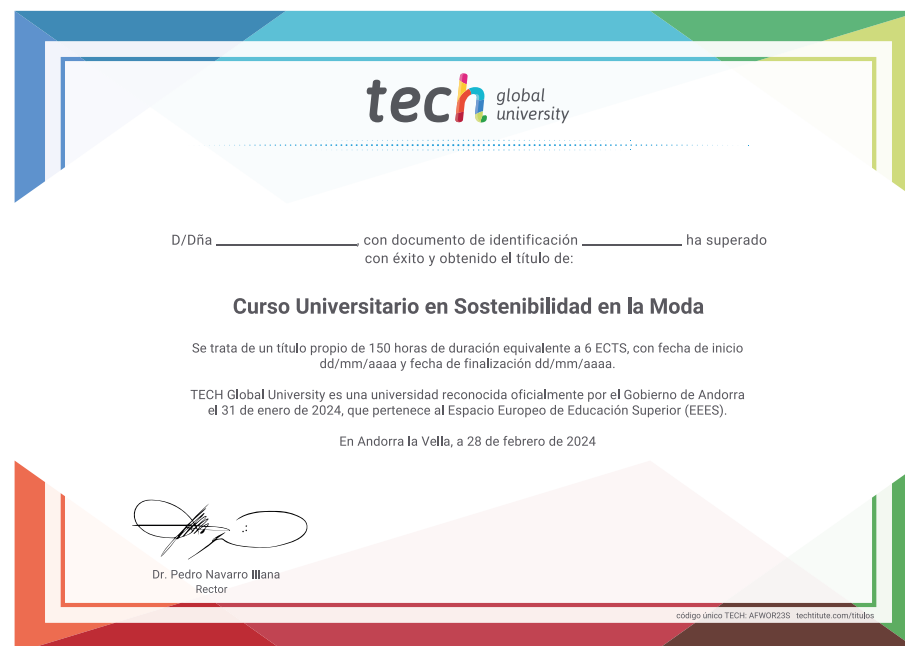 tech global university
D/Dña ________________, con documento de identificación ____________ ha superado
con éxito y obtenido el título de:
Curso Universitario en Sostenibilidad en la Moda
Se trata de un título propio de 150 horas de duración equivalente a 6 ECTS, con fecha de inicio
dd/mm/aaaa y fecha de finalización dd/mm/aaaa.
TECH Global University es una universidad reconocida oficialmente por el Gobierno de Andorra
el 31 de enero de 2024, que pertenece al Espacio Europeo de Educación Superior (EEES).
En Andorra la Vella, a 28 de febrero de 2024
Dr. Pedro Navarro Illana
Rector
código único TECH: AFWOR23S techtitute.com/titulos